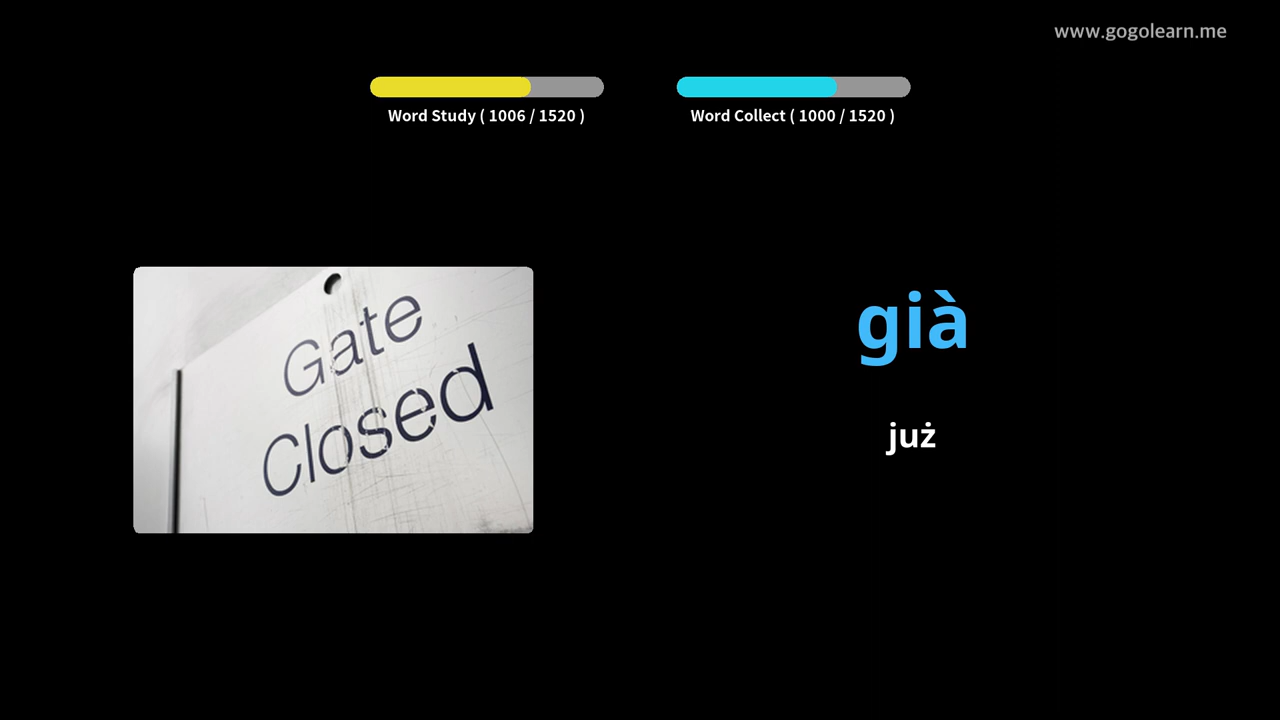 www.gogolearn.me
Word Study ( 1006 / 1520 )
Word Collect ( 1000 / 1520 )
Gate
Closed
già
już